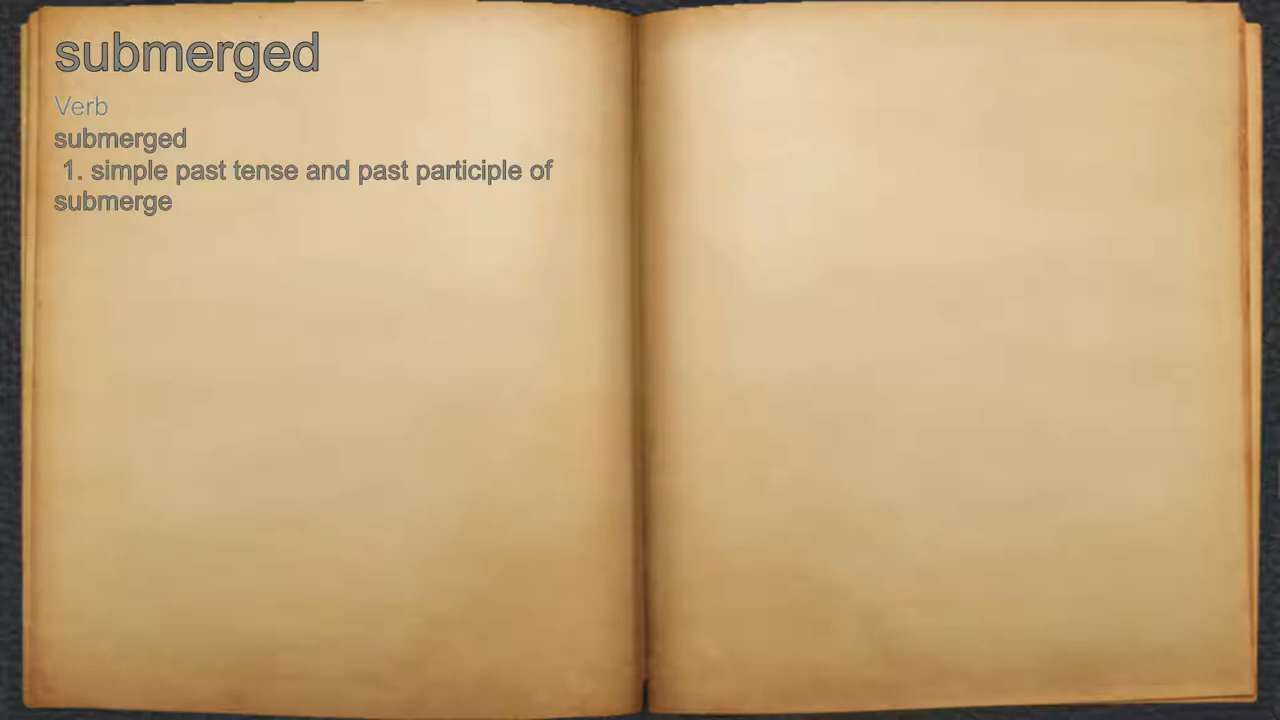 submerged
Verb
submerged
1. simple past tense and past participle of
submerge